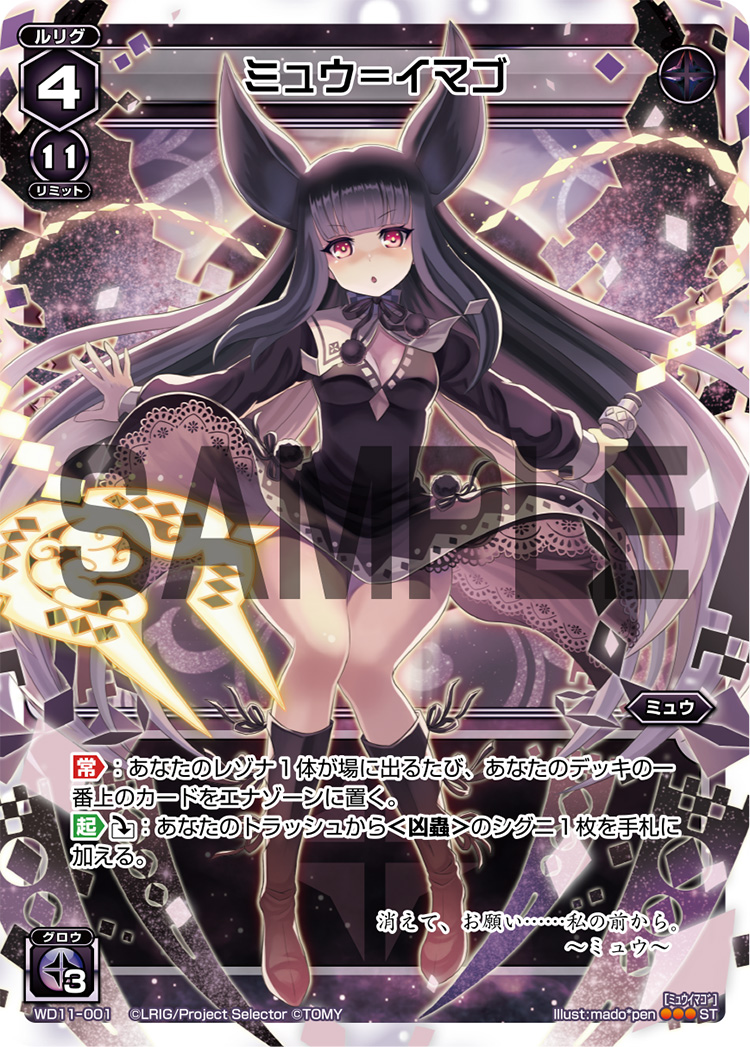 ルリグ
4
ミュウ=イマゴ
11
リミット
SAMPLE
ミュウ
常:あなたのレゾナ1体が場に出るたび、あなたのデッキの一
番上のカードをエナゾーンに置く。
起:あなたのトラッシュから<凶蟲>のシグニ1枚を手札に
加える。
消えて、お願い……私の前から。
~ミュウ~
グロウ
3
[ミュウイマゴ]
WD11-001 ©LRIG/Project Selector ©TOMY Illust:mado*pen ST